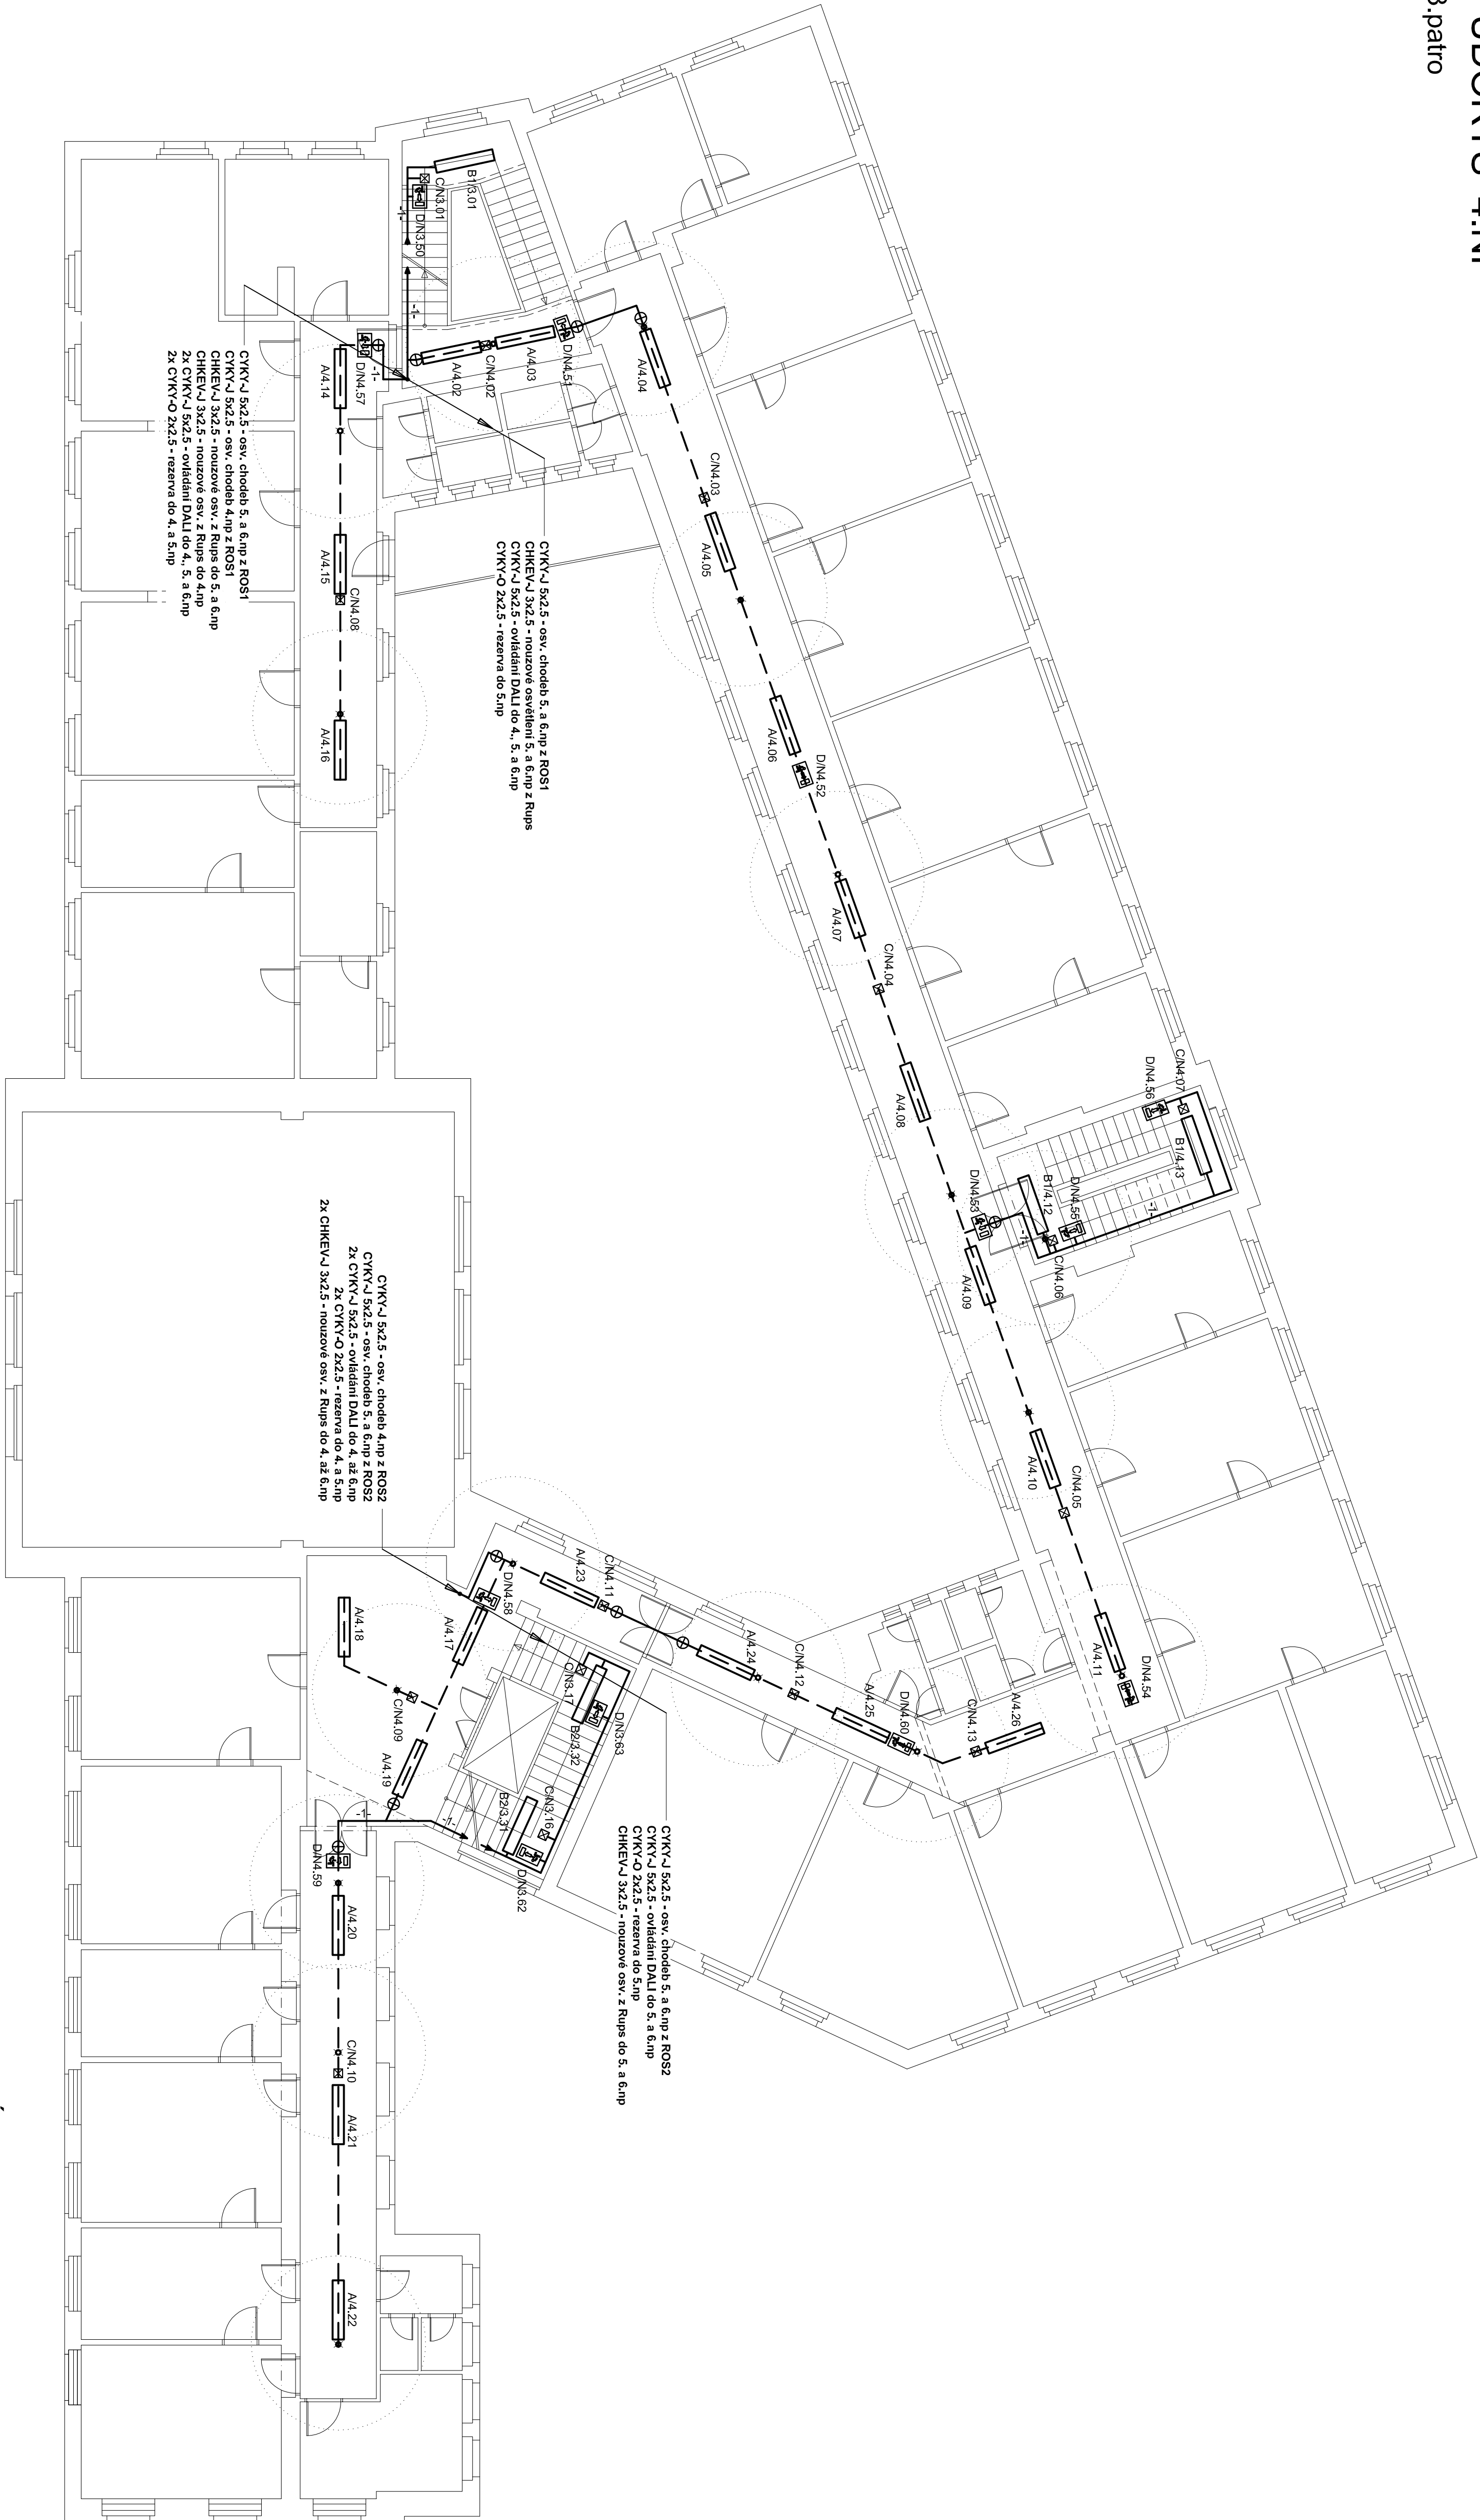 3.patro
B1/3.01
C/N3.01
D/N3.50
-1-
-1-
A/4.02
C/N4.02
A/4.03
D/N4.51
A/4.04
C/N4.03
A/4.05
A/4.06
D/N4.52
A/4.07
C/N4.04
A/4.08
D/N4.53
A/4.09
B1/4.12
D/N4.55
C/N4.06
-1-
-1-
C/N4.07
D/N4.56
B1/4.13
A/4.10
C/N4.05
A/4.11
D/N4.54
-1-
D/N4.57
A/4.14
A/4.15
C/N4.08
A/4.16
CYKY-J 5x2.5 - osv. chodeb 5. a 6.np z ROS1
CYKY-J 5x2.5 - osv. chodeb 4.np z ROS1
CHKEV-J 3x2.5 - nouzové osv. z Rups do 5. a 6.np
CHKEV-J 3x2.5 - nouzové osv. z Rups do 4.np
2x CYKY-J 5x2.5 - ovládání DALI do 4., 5. a 6.np
2x CYKY-O 2x2.5 - rezerva do 4. a 5.np
CYKY-J 5x2.5 - osv. chodeb 5. a 6.np z ROS1
CHKEV-J 3x2.5 - nouzové osvětlení 5. a 6.np z Rups
CYKY-J 5x2.5 - ovládání DALI do 4., 5. a 6.np
CYKY-O 2x2.5 - rezerva do 5.np
CYKY-J 5x2.5 - osv. chodeb 4.np z ROS2
CYKY-J 5x2.5 - osv. chodeb 5. a 6.np z ROS2
2x CYKY-J 5x2.5 - ovládání DALI do 4. až 6.np
2x CYKY-O 2x2.5 - rezerva do 4. a 5.np
2x CHKEV-J 3x2.5 - nouzové osv. z Rups do 4. až 6.np
D/N4.58
A/4.23
C/N4.11
A/4.24
C/N4.12
A/4.25
D/N4.60
C/N4.13
A/4.26
A/4.17
A/4.18
C/N4.09
A/4.19
C/N3.17
B2/3.32
D/N3.63
B2/3.31
C/N3.16
D/N3.62
-1-
-1-
D/N4.59
A/4.20
C/N4.10
A/4.21
A/4.22
CYKY-J 5x2.5 - osv. chodeb 5. a 6.np z ROS2
CYKY-J 5x2.5 - ovládání DALI do 5. a 6.np
CYKY-O 2x2.5 - rezerva do 5.np
CHKEV-J 3x2.5 - nouzové osv. z Rups do 5. a 6.np